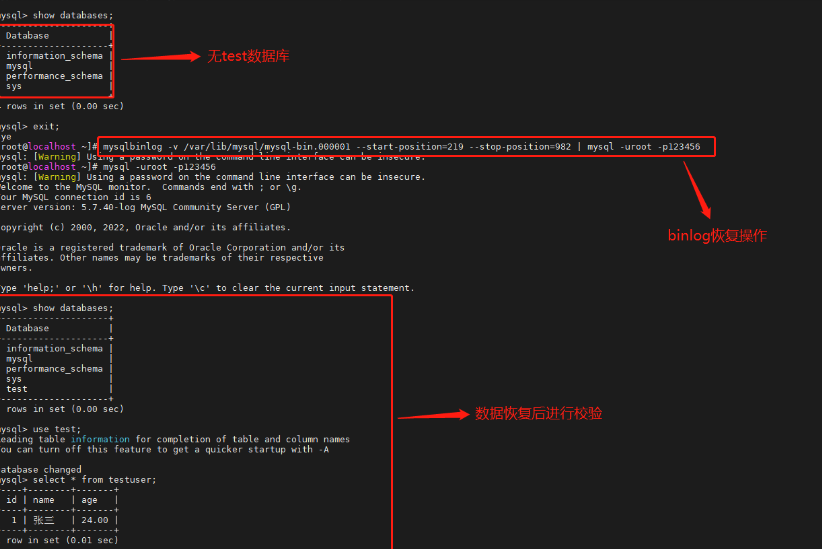 mysql> show databases;
--------------------+
Database           |
--------------------+
information_schema |
mysql              |
performance_schema |
sys                |
--------------------+
rows in set (0.00 sec)
无test数据库
mysql> exit;
ye
root@localhost ~]# mysqlbinlog -v /var/lib/mysql/mysql-bin.000001 --start-position=219 --stop-position=982 | mysql -uroot -p123456
mysql: [Warning] Using a password on the command line interface can be insecure.
root@localhost ~]# mysql -uroot -p123456
mysql: [Warning] Using a password on the command line interface can be insecure.
Welcome to the MySQL monitor.  Commands end with ; or \g.
our MySQL connection id is 6
erver version: 5.7.40-log MySQL Community Server (GPL)
binlog恢复操作
opyright (c) 2000, 2022, Oracle and/or its affiliates.
racle is a registered trademark of Oracle Corporation and/or its
ffiliates. Other names may be trademarks of their respective
wners.
ype 'help;' or '\h' for help. Type '\c' to clear the current input statement.
mysql> show databases;
--------------------+
Database           |
--------------------+
information_schema |
mysql              |
performance_schema |
sys                |
test               |
--------------------+
rows in set (0.00 sec)
数据恢复后进行校验
mysql> use test;
eading table information for completion of table and column names
ou can turn off this feature to get a quicker startup with -A
atabase changed
mysql> select * from testuser;
----+--------+-------+
id | name   | age   |
----+--------+-------+
1 | 张三   | 24.00 |
----+--------+-------+
row in set (0.01 sec)